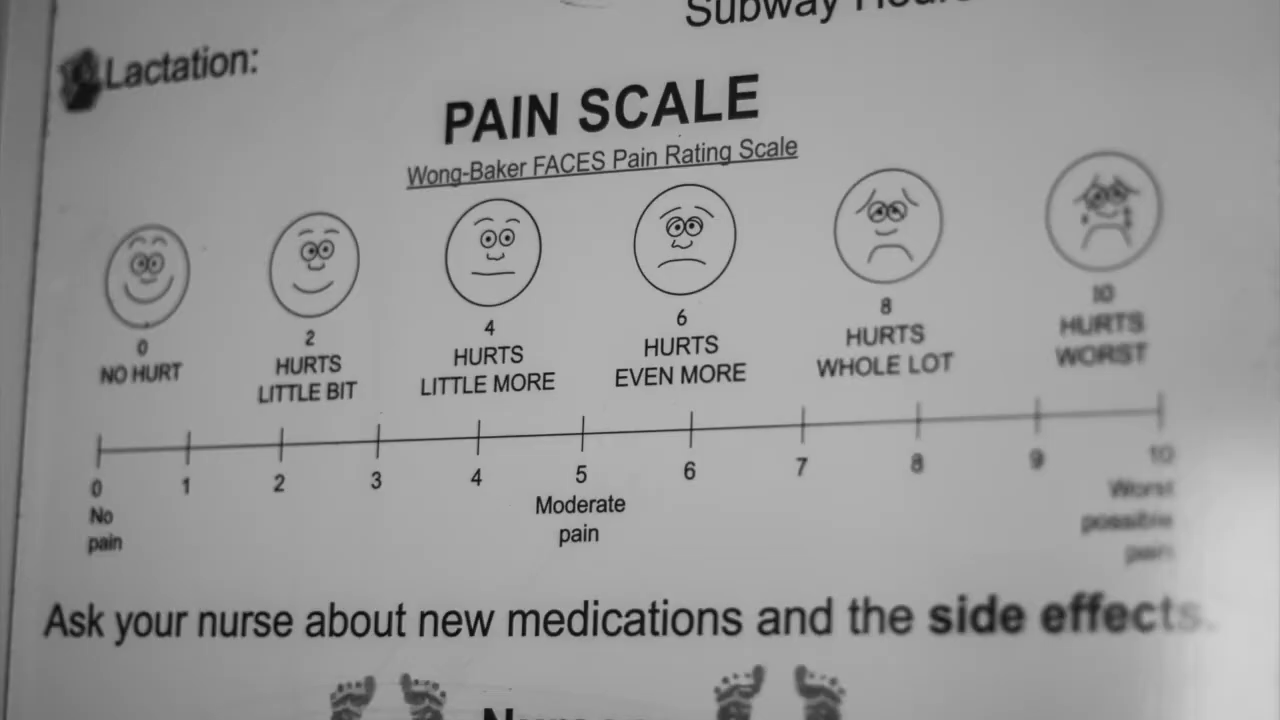 Subway Hours
Lactation:
PAIN SCALE
Wong-Baker FACES Pain Rating Scale
0
NO HURT
2
HURTS
LITTLE BIT
4
HURTS
LITTLE MORE
6
HURTS
EVEN MORE
8
HURTS
WHOLE LOT
10
HURTS
WORST
0 1 2 3 4 5 6 7 8 9 10
No
pain
Moderate
pain
Worst
possible
pain
Ask your nurse about new medications and the side effects.